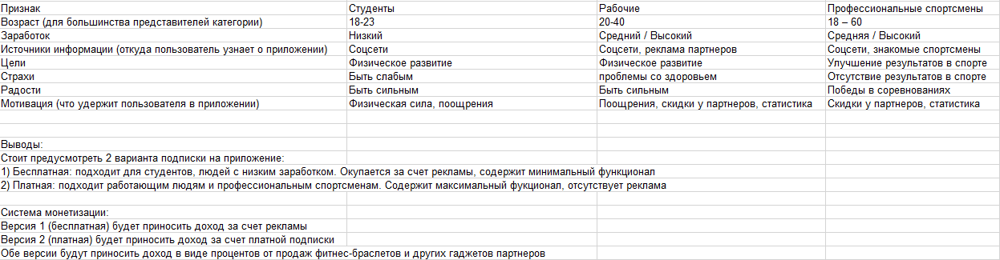 Признак Студенты Рабочие Профессиональные спортсмены
Возраст (для большинства представителей категории) 18-23 20-40 18 – 60
Заработок Низкий Средний / Высокий Средняя / Высокий
Источники информации (откуда пользователь узнает о приложении) Соцсети Соцсети, реклама партнеров Соцсети, знакомые спортсмены
Цели Физическое развитие Физическое развитие Улучшение результатов в спорте
Страхи Быть слабым проблемы со здоровьем Отсутствие результатов в спорте
Радости Быть сильным Быть сильным Победы в соревнованиях
Мотивация (что удержит пользователя в приложении) Физическая сила, поощрения Поощрения, скидки у партнеров, статистика Скидки у партнеров, статистика
Выводы:
Стоит предусмотреть 2 варианта подписки на приложение:
1) Бесплатная: подходит для студентов, людей с низким заработком. Окупается за счет рекламы, содержит минимальный функционал
2) Платная: подходит работающим людям и профессиональным спортсменам. Содержит максимальный фукционал, отсутствует реклама
Система монетизации:
Версия 1 (бесплатная) будет приносить доход за счет рекламы
Версия 2 (платная) будет приносить доход за счет платной подписки
Обе версии будут приносить доход в виде процентов от продаж фитнес-браслетов и других гаджетов партнеров